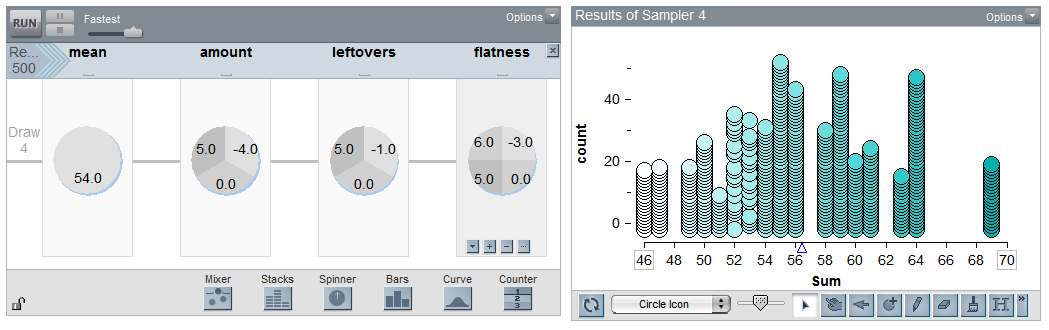 RUN
Fastest
Options
Re...
500
mean
amount
leftovers
flatness
Draw
4
54.0
5.0 -4.0
0.0
5.0 -1.0
0.0
6.0 -3.0
5.0 0.0
Mixer Stacks Spinner Bars Curve Counter
1
2
3
Results of Sampler 4
Options
count
40
20
0
46 48 50 52 54 56 58 60 62 64 66 68 70
Sum
Circle Icon